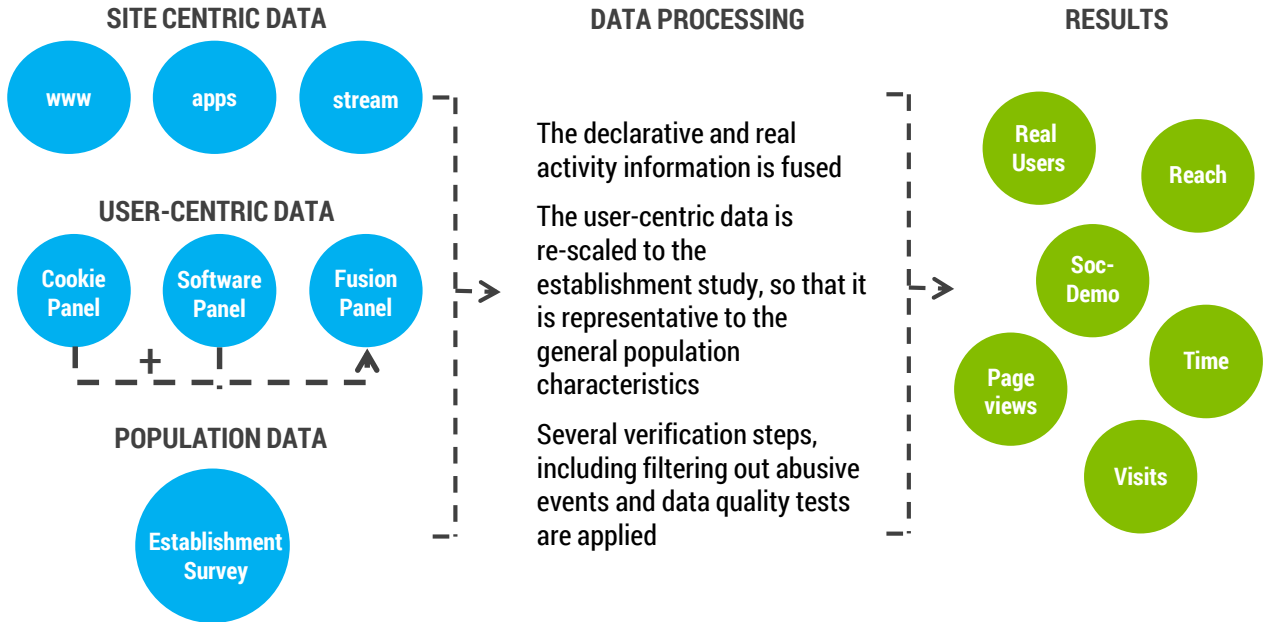 SITE CENTRIC DATA
www
apps
stream
USER-CENTRIC DATA
Cookie
Panel
Software
Panel
Fusion
Panel
+
POPULATION DATA
Establishment
Survey
DATA PROCESSING
The declarative and real
activity information is fused
The user-centric data is
re-scaled to the
establishment study, so that it
is representative to the
general population
characteristics
Several verification steps,
including filtering out abusive
events and data quality tests
are applied
RESULTS
Real
Users
Reach
Soc-
Demo
Time
Page
views
Visits